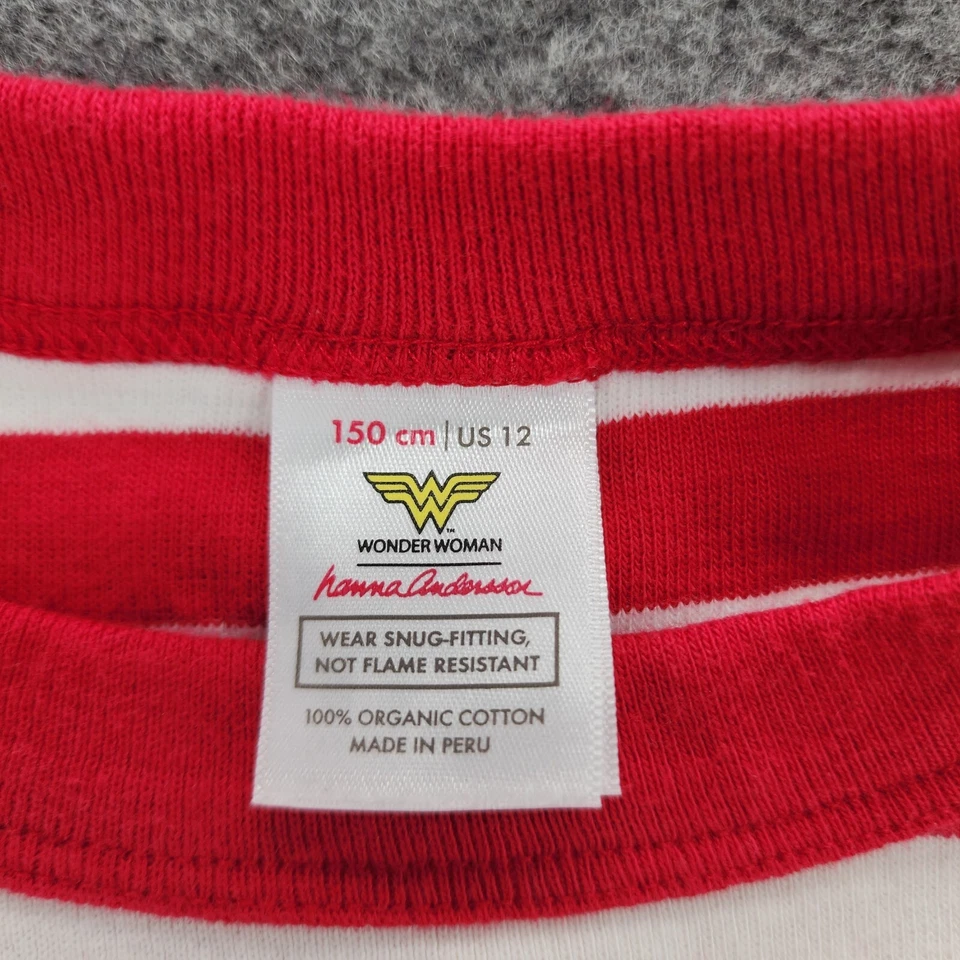 150 cm | US 12
™
WONDER WOMAN
hanna Andersson
WEAR SNUG-FITTING,
NOT FLAME RESISTANT
100% ORGANIC COTTON
MADE IN PERU